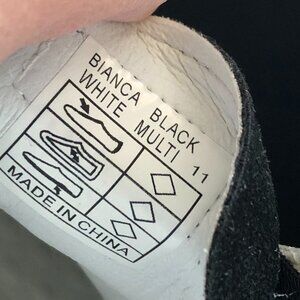 BIANCA BLACK
WHITE MULTI 11
MADE IN CHINA